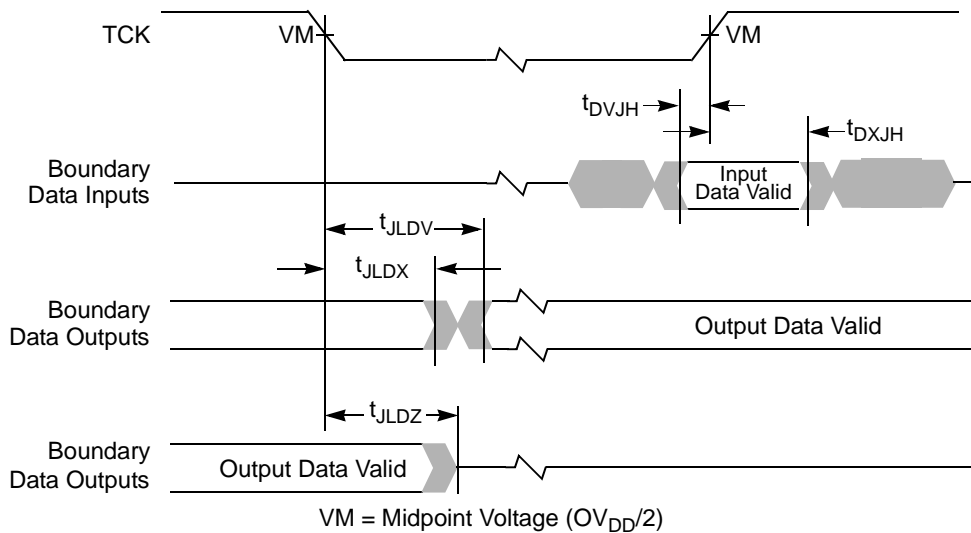 TCK
VM
VM
tDVJH
tDXJH
Boundary
Data Inputs
Input
Data Valid
tJLDV
tJLDX
Boundary
Data Outputs
Output Data Valid
tJLDZ
Boundary
Data Outputs
Output Data Valid
VM = Midpoint Voltage (OVDD/2)